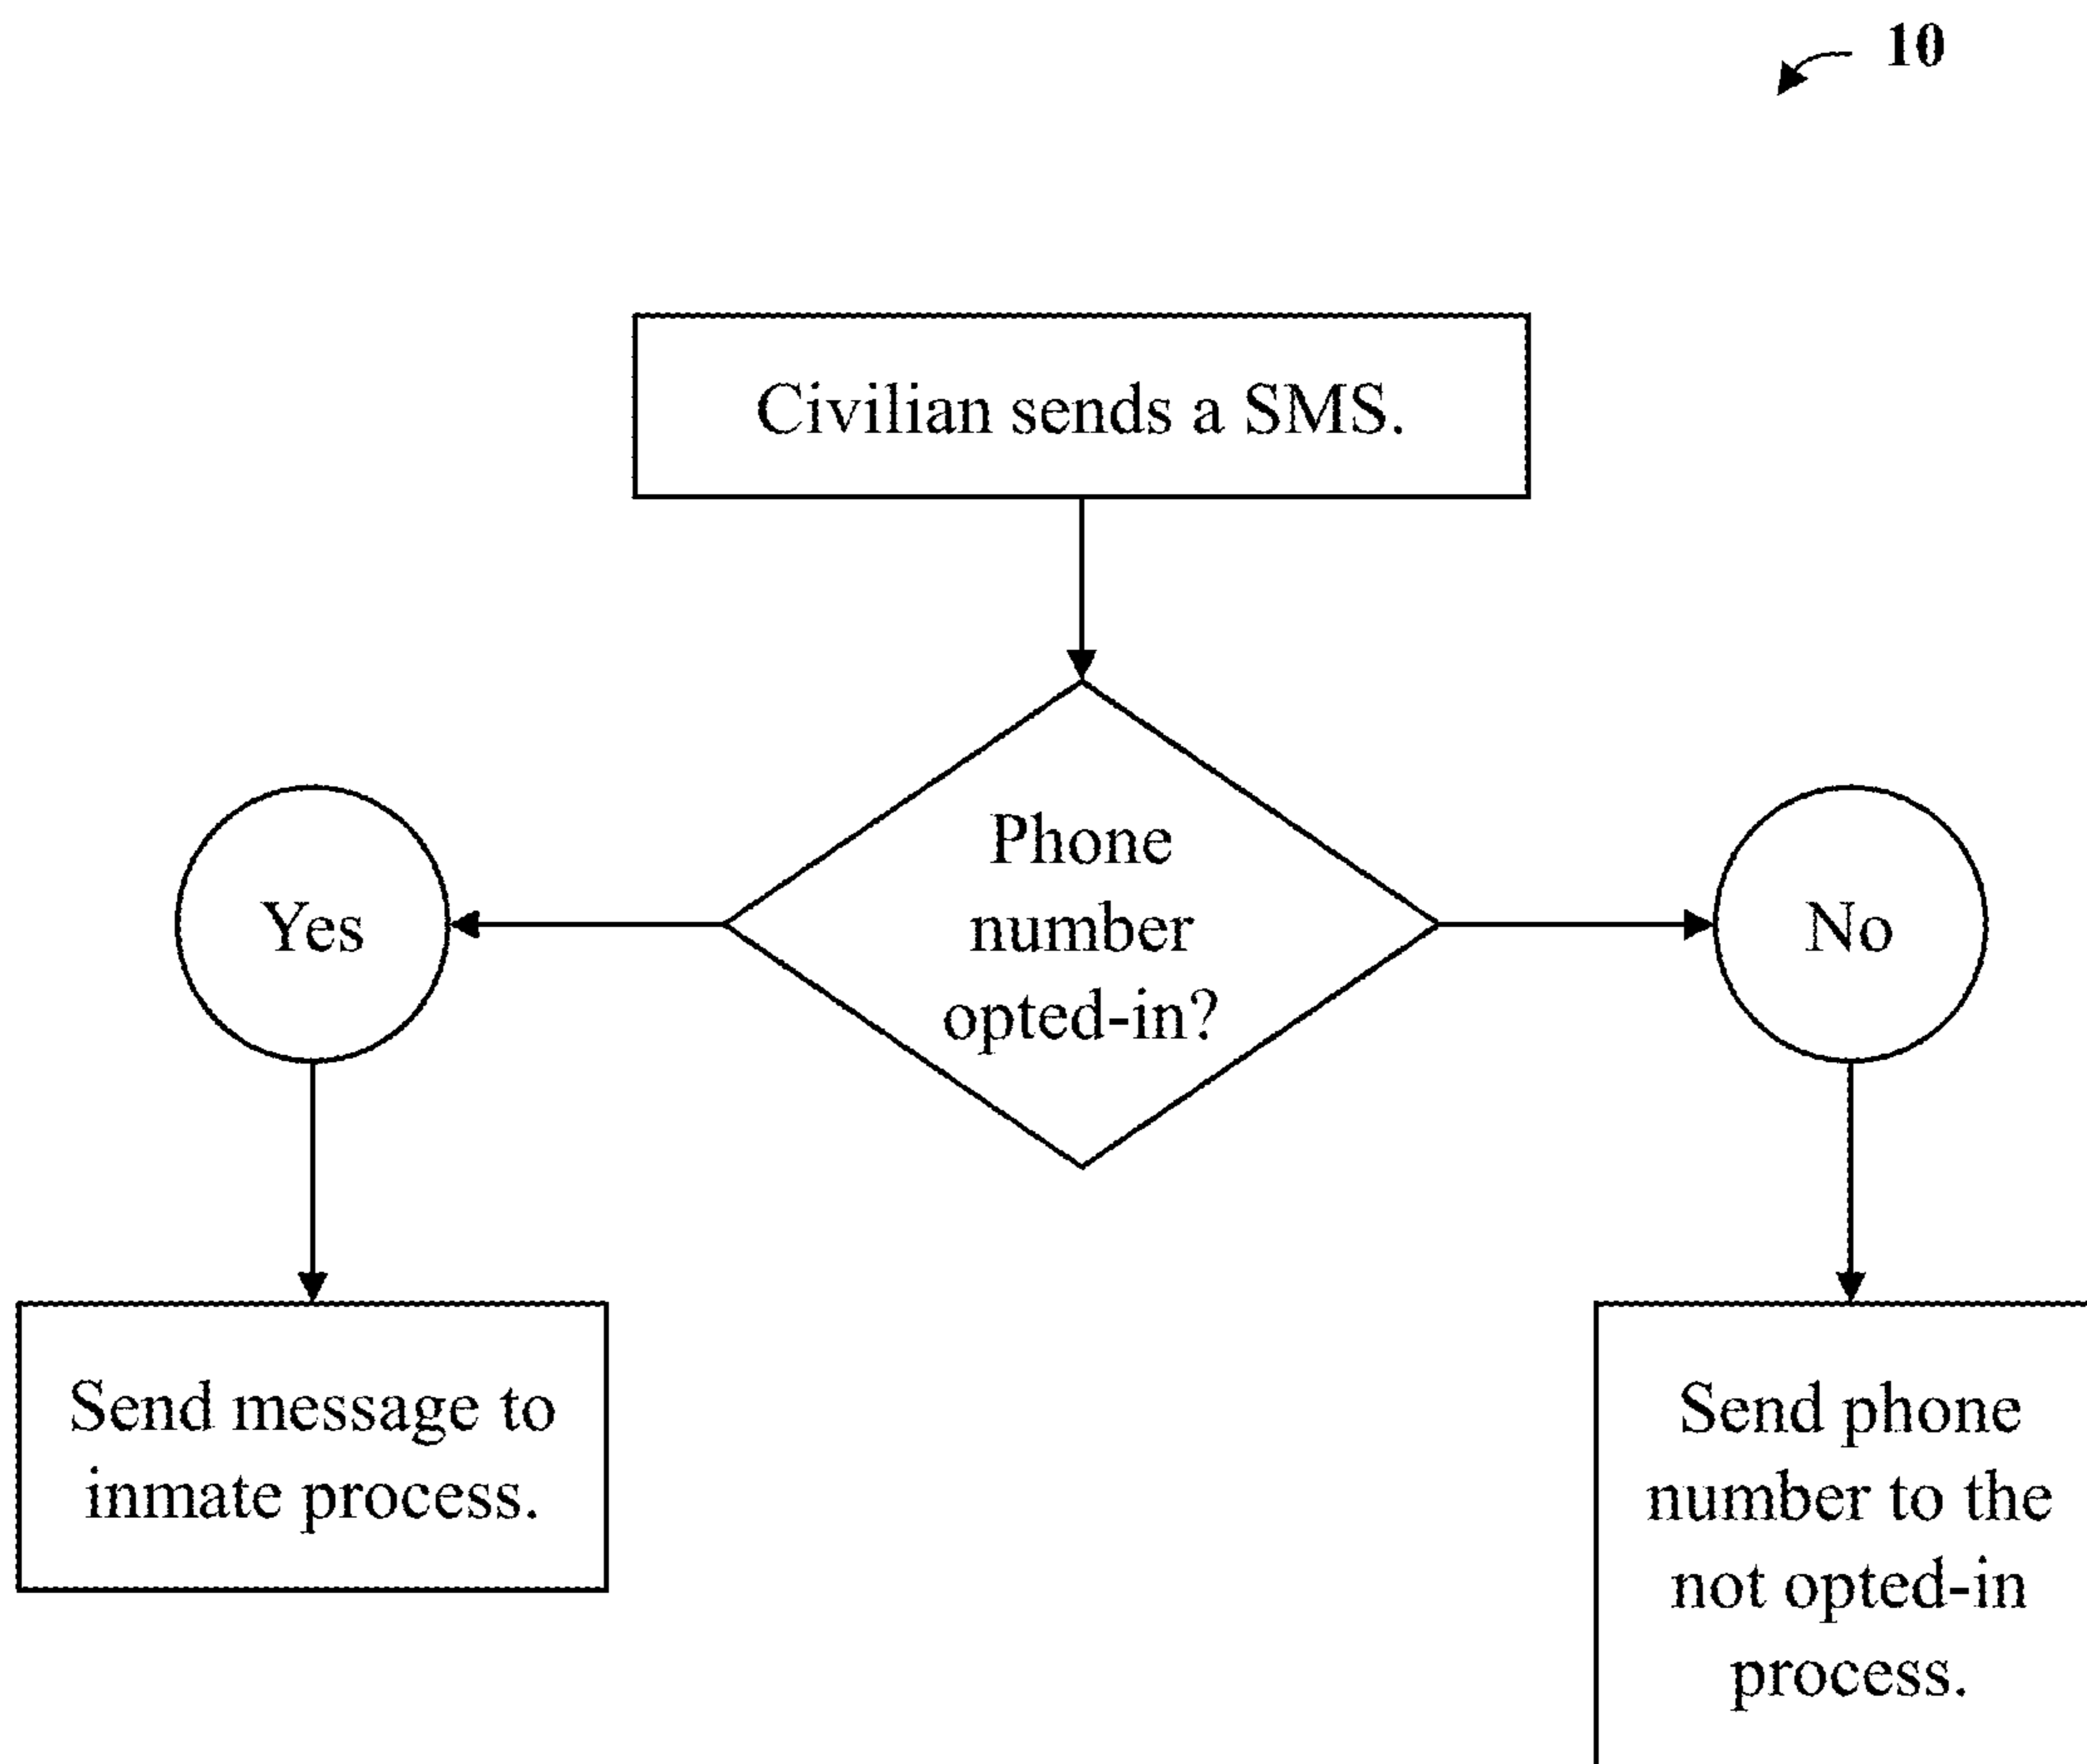 10
Civilian sends a SMS.
Phone
number
opted-in?
Yes
No
Send message to
inmate process.
Send phone
number to the
not opted-in
process.